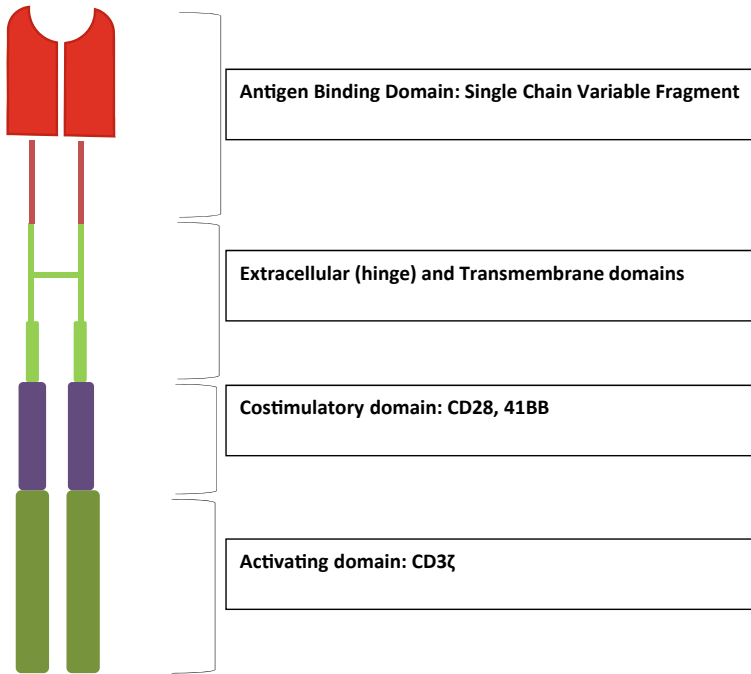 Antigen Binding Domain: Single Chain Variable Fragment
Extracellular (hinge) and Transmembrane domains
Costimulatory domain: CD28, 41BB
Activating domain: CD3ζ